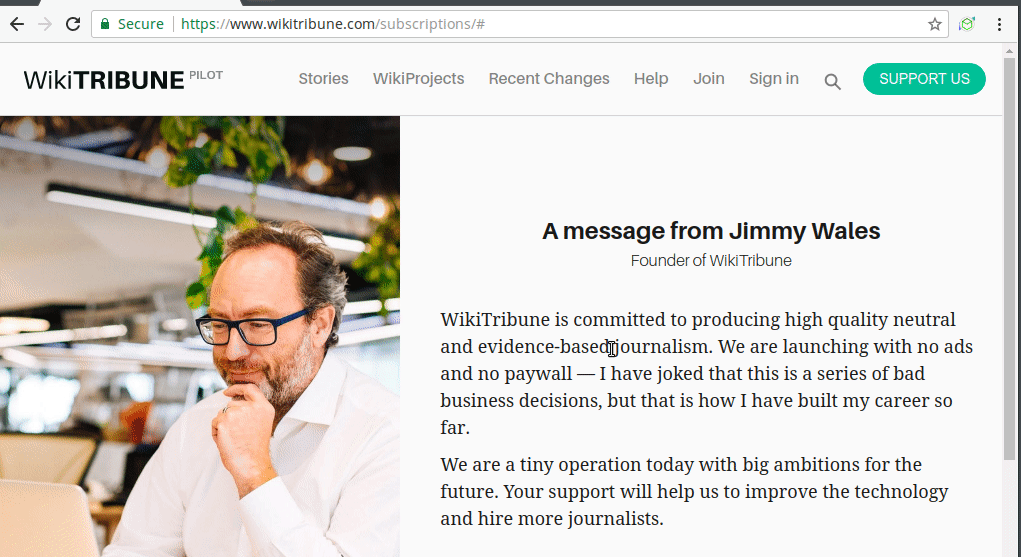 Secure https://www.wikitribune.com/subscriptions/#
WikiTRIBUNE PILOT Stories WikiProjects Recent Changes Help Join Sign in SUPPORT US
A message from Jimmy Wales
Founder of WikiTribune
WikiTribune is committed to producing high quality neutral
and evidence-based journalism. We are launching with no ads
and no paywall — I have joked that this is a series of bad
business decisions, but that is how I have built my career so
far.
We are a tiny operation today with big ambitions for the
future. Your support will help us to improve the technology
and hire more journalists.